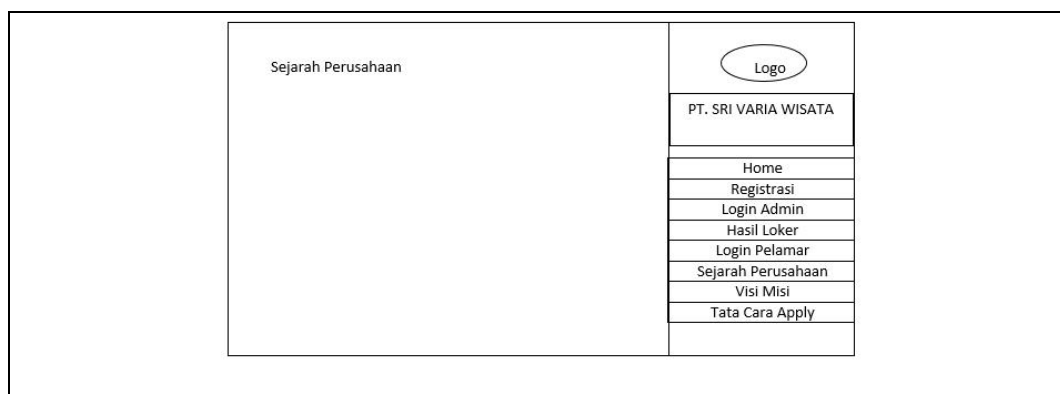 Sejarah Perusahaan
Logo
PT. SRI VARIA WISATA
Home
Registrasi
Login Admin
Hasil Loker
Login Pelamar
Sejarah Perusahaan
Visi Misi
Tata Cara Apply